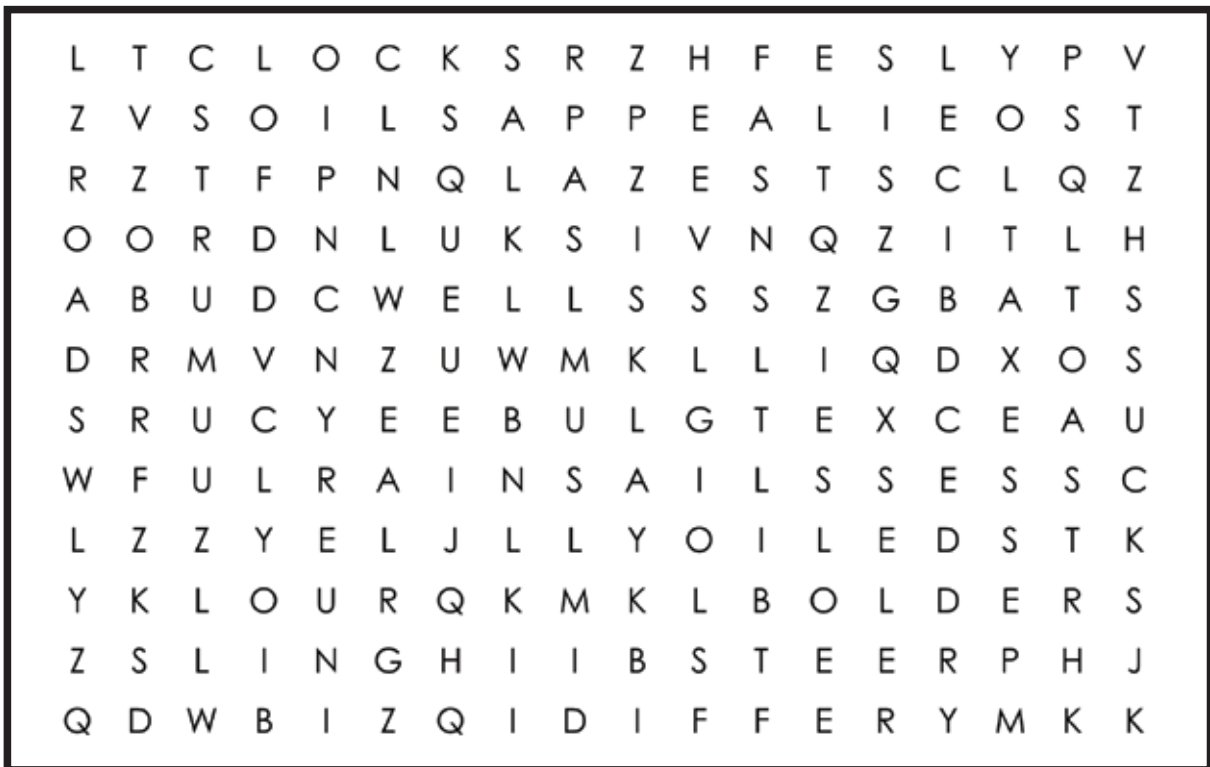 L T C L O C K S R Z H F E S L Y P V
Z V S O I L S A P P E A L I E O S T
R Z T F P N Q L A Z E S T S C L Q Z
O O R D N L U K S I V N Q Z I T L H
A B U D C W E L L S S S Z G B A T S
D R M V N Z U W M K L L I Q D X O S
S R U C Y E E B U L G T E X C E A U
W F U L R A I N S A I L S S E S S C
L Z Z Y E L J L L Y O I L E D S T K
Y K L O U R Q K M K L B O L D E R S
Z S L I N G H I I B S T E E R P H J
Q D W B I Z Q I D I F F E R Y M K K